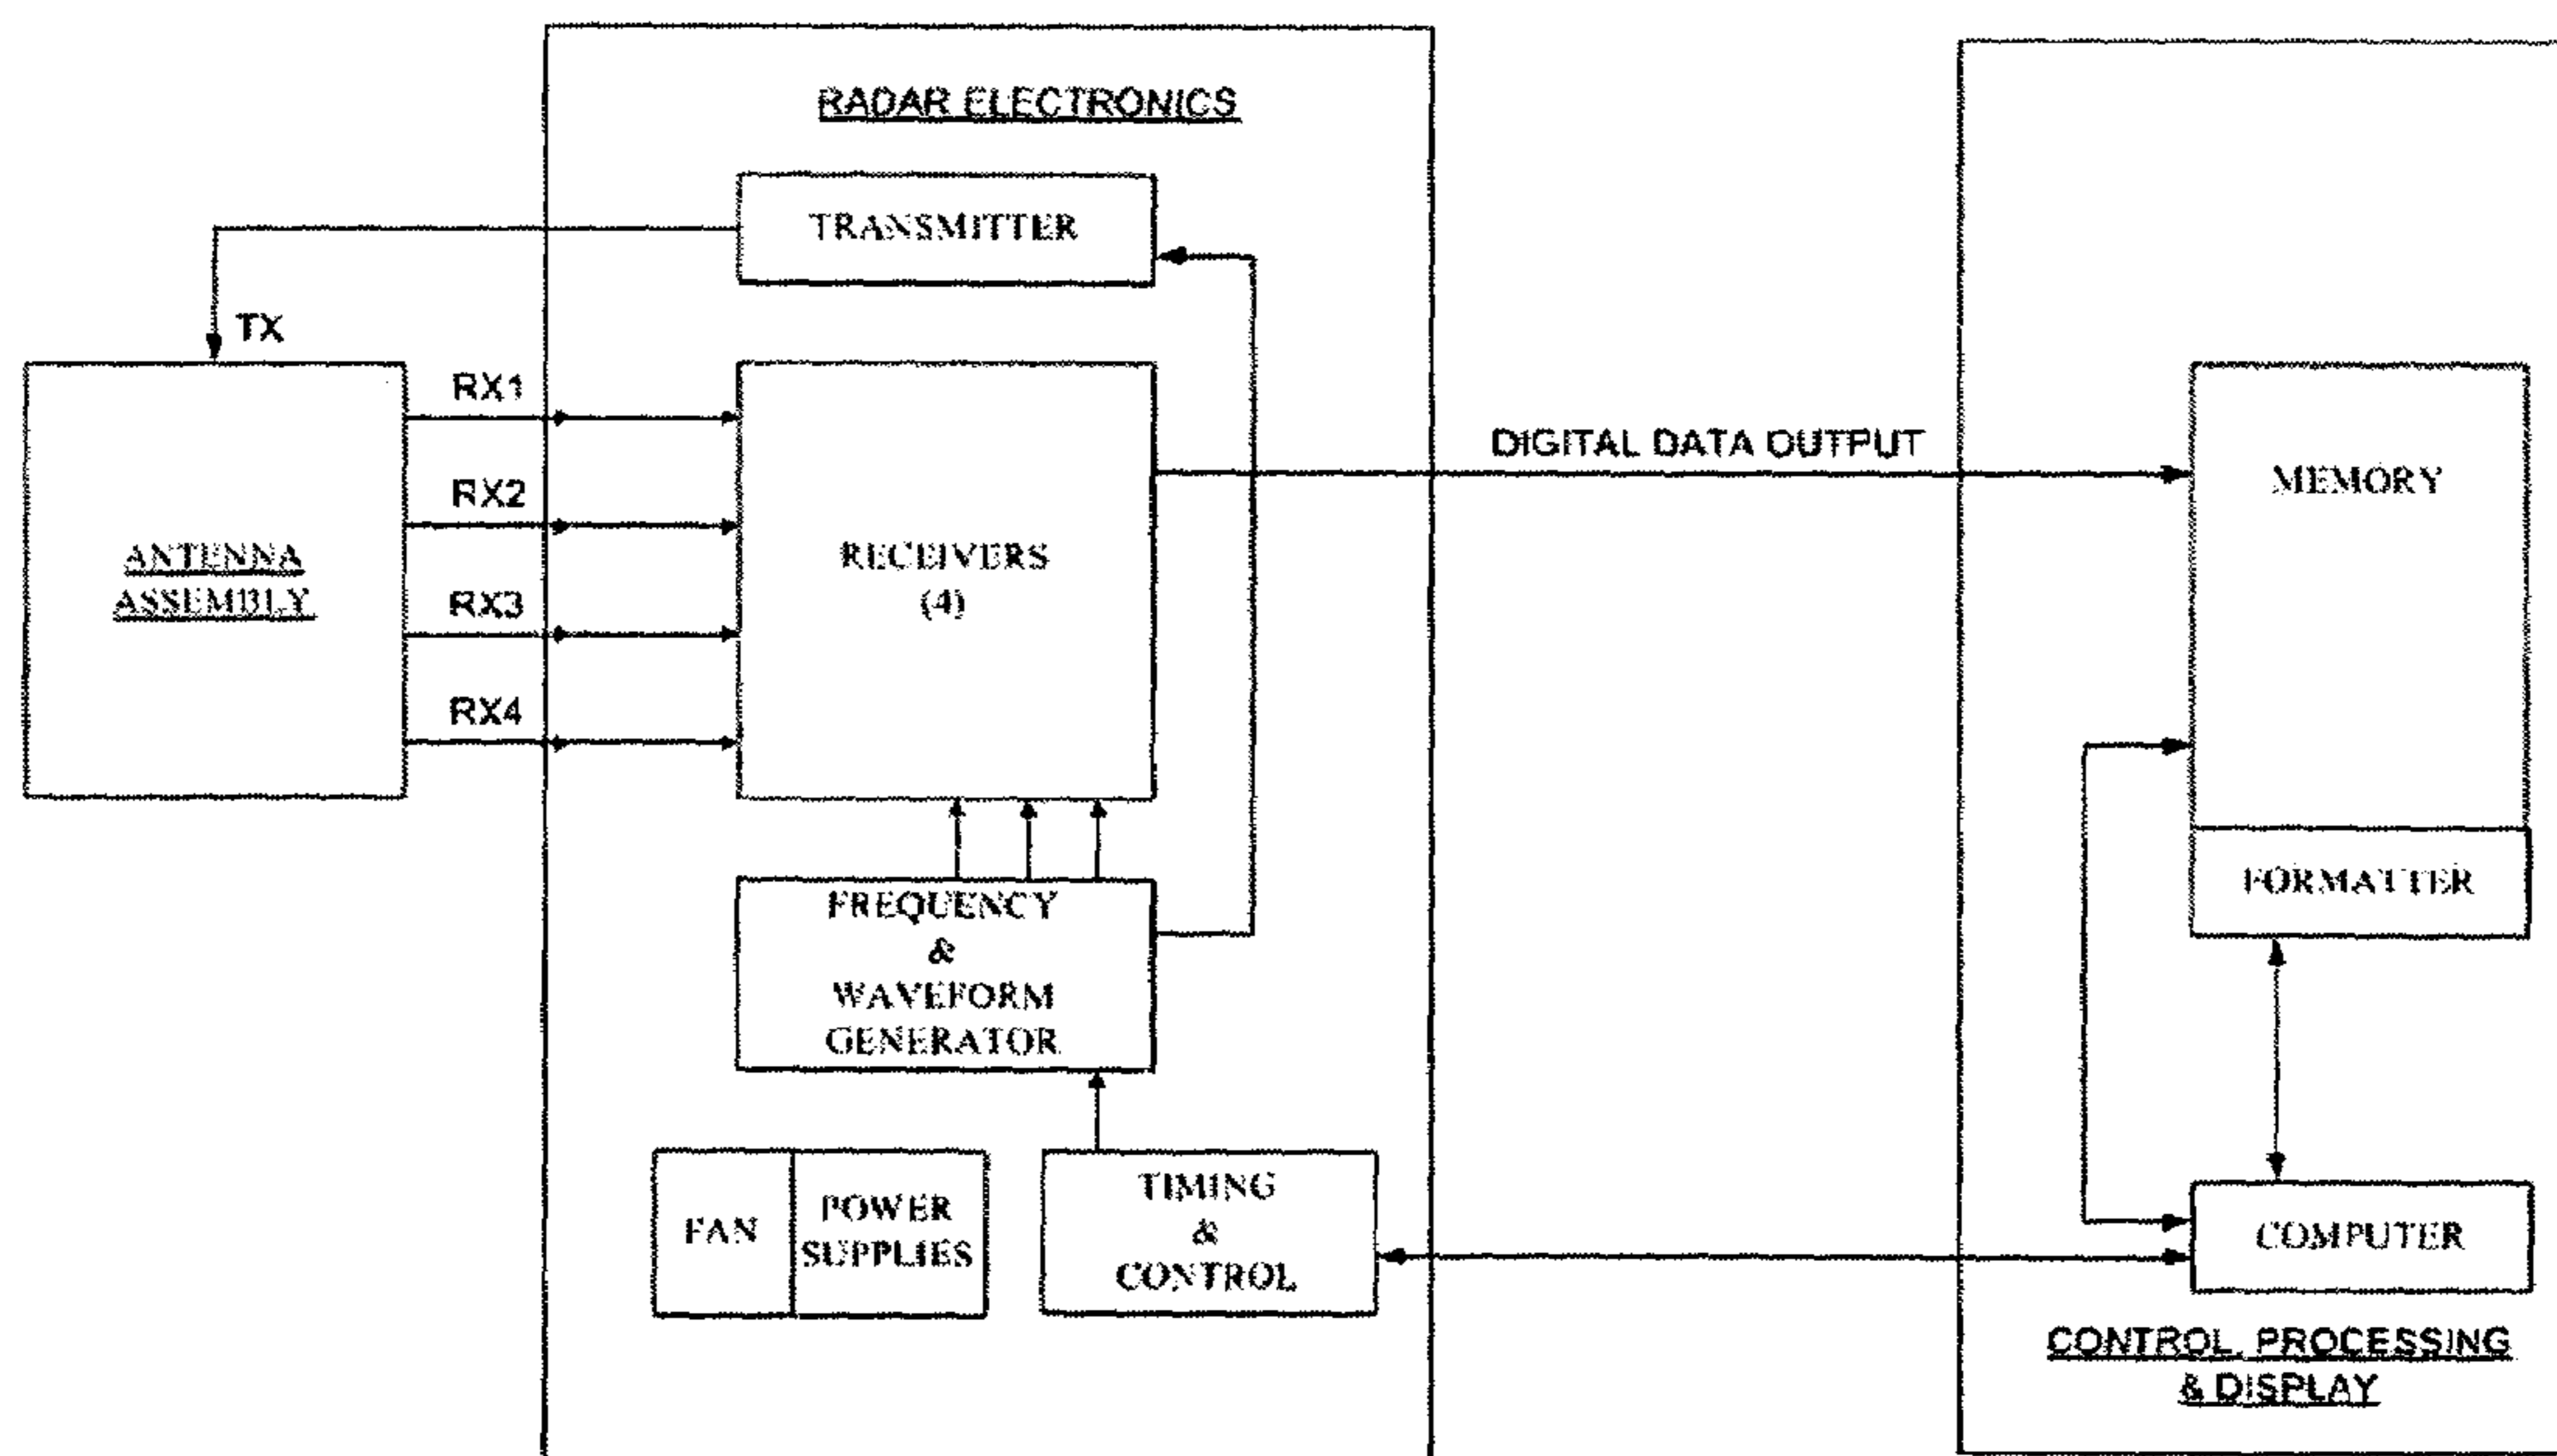 RADAR ELECTRONICS
TRANSMITTER
TX
RX1
RX2
RX3
RX4
ANTENNA
ASSEMBLY
RECEIVERS
(4)
DIGITAL DATA OUTPUT
MEMORY
FORMATTER
FREQUENCY
&
WAVEFORM
GENERATOR
FAN
POWER
SUPPLIES
TIMING
&
CONTROL
COMPUTER
CONTROL, PROCESSING
& DISPLAY